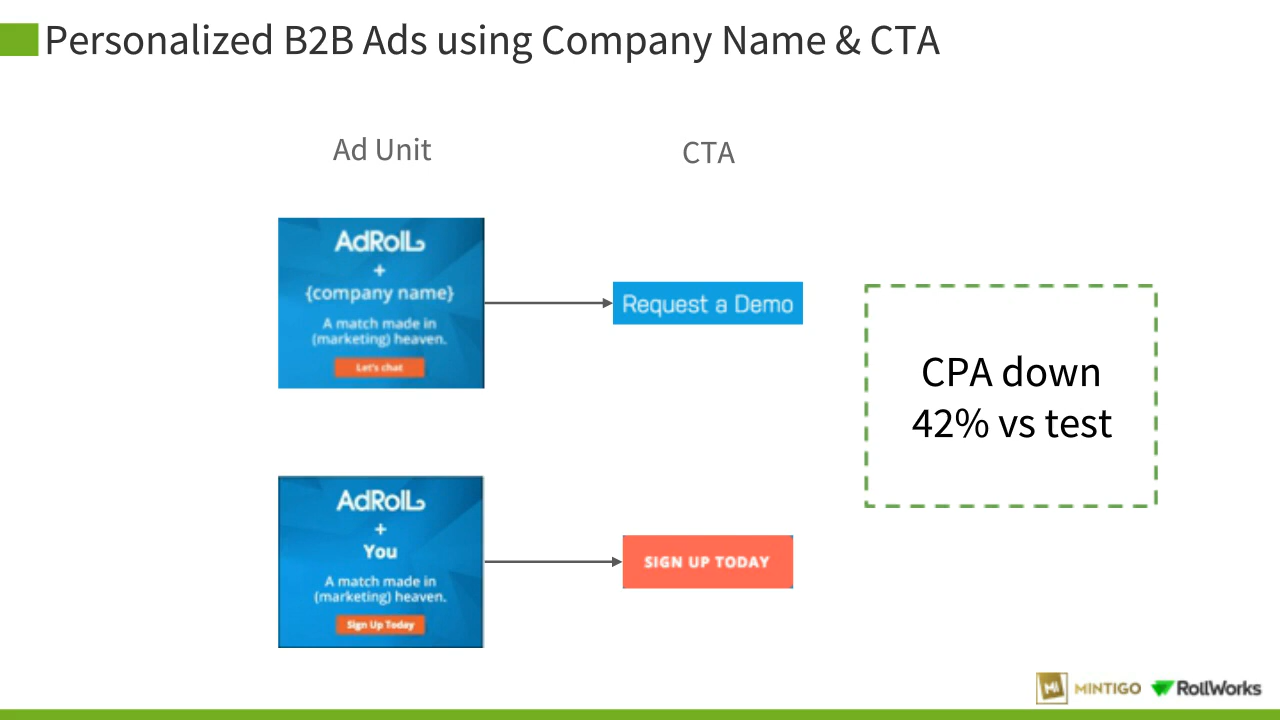 Personalized B2B Ads using Company Name & CTA
Ad Unit
CTA
AdRoll
+
{company name}
A match made in
(marketing) heaven.
Let's chat
Request a Demo
CPA down
42% vs test
AdRoll
+
You
A match made in
(marketing) heaven.
Sign Up Today
SIGN UP TODAY
MI MINTIGO RollWorks